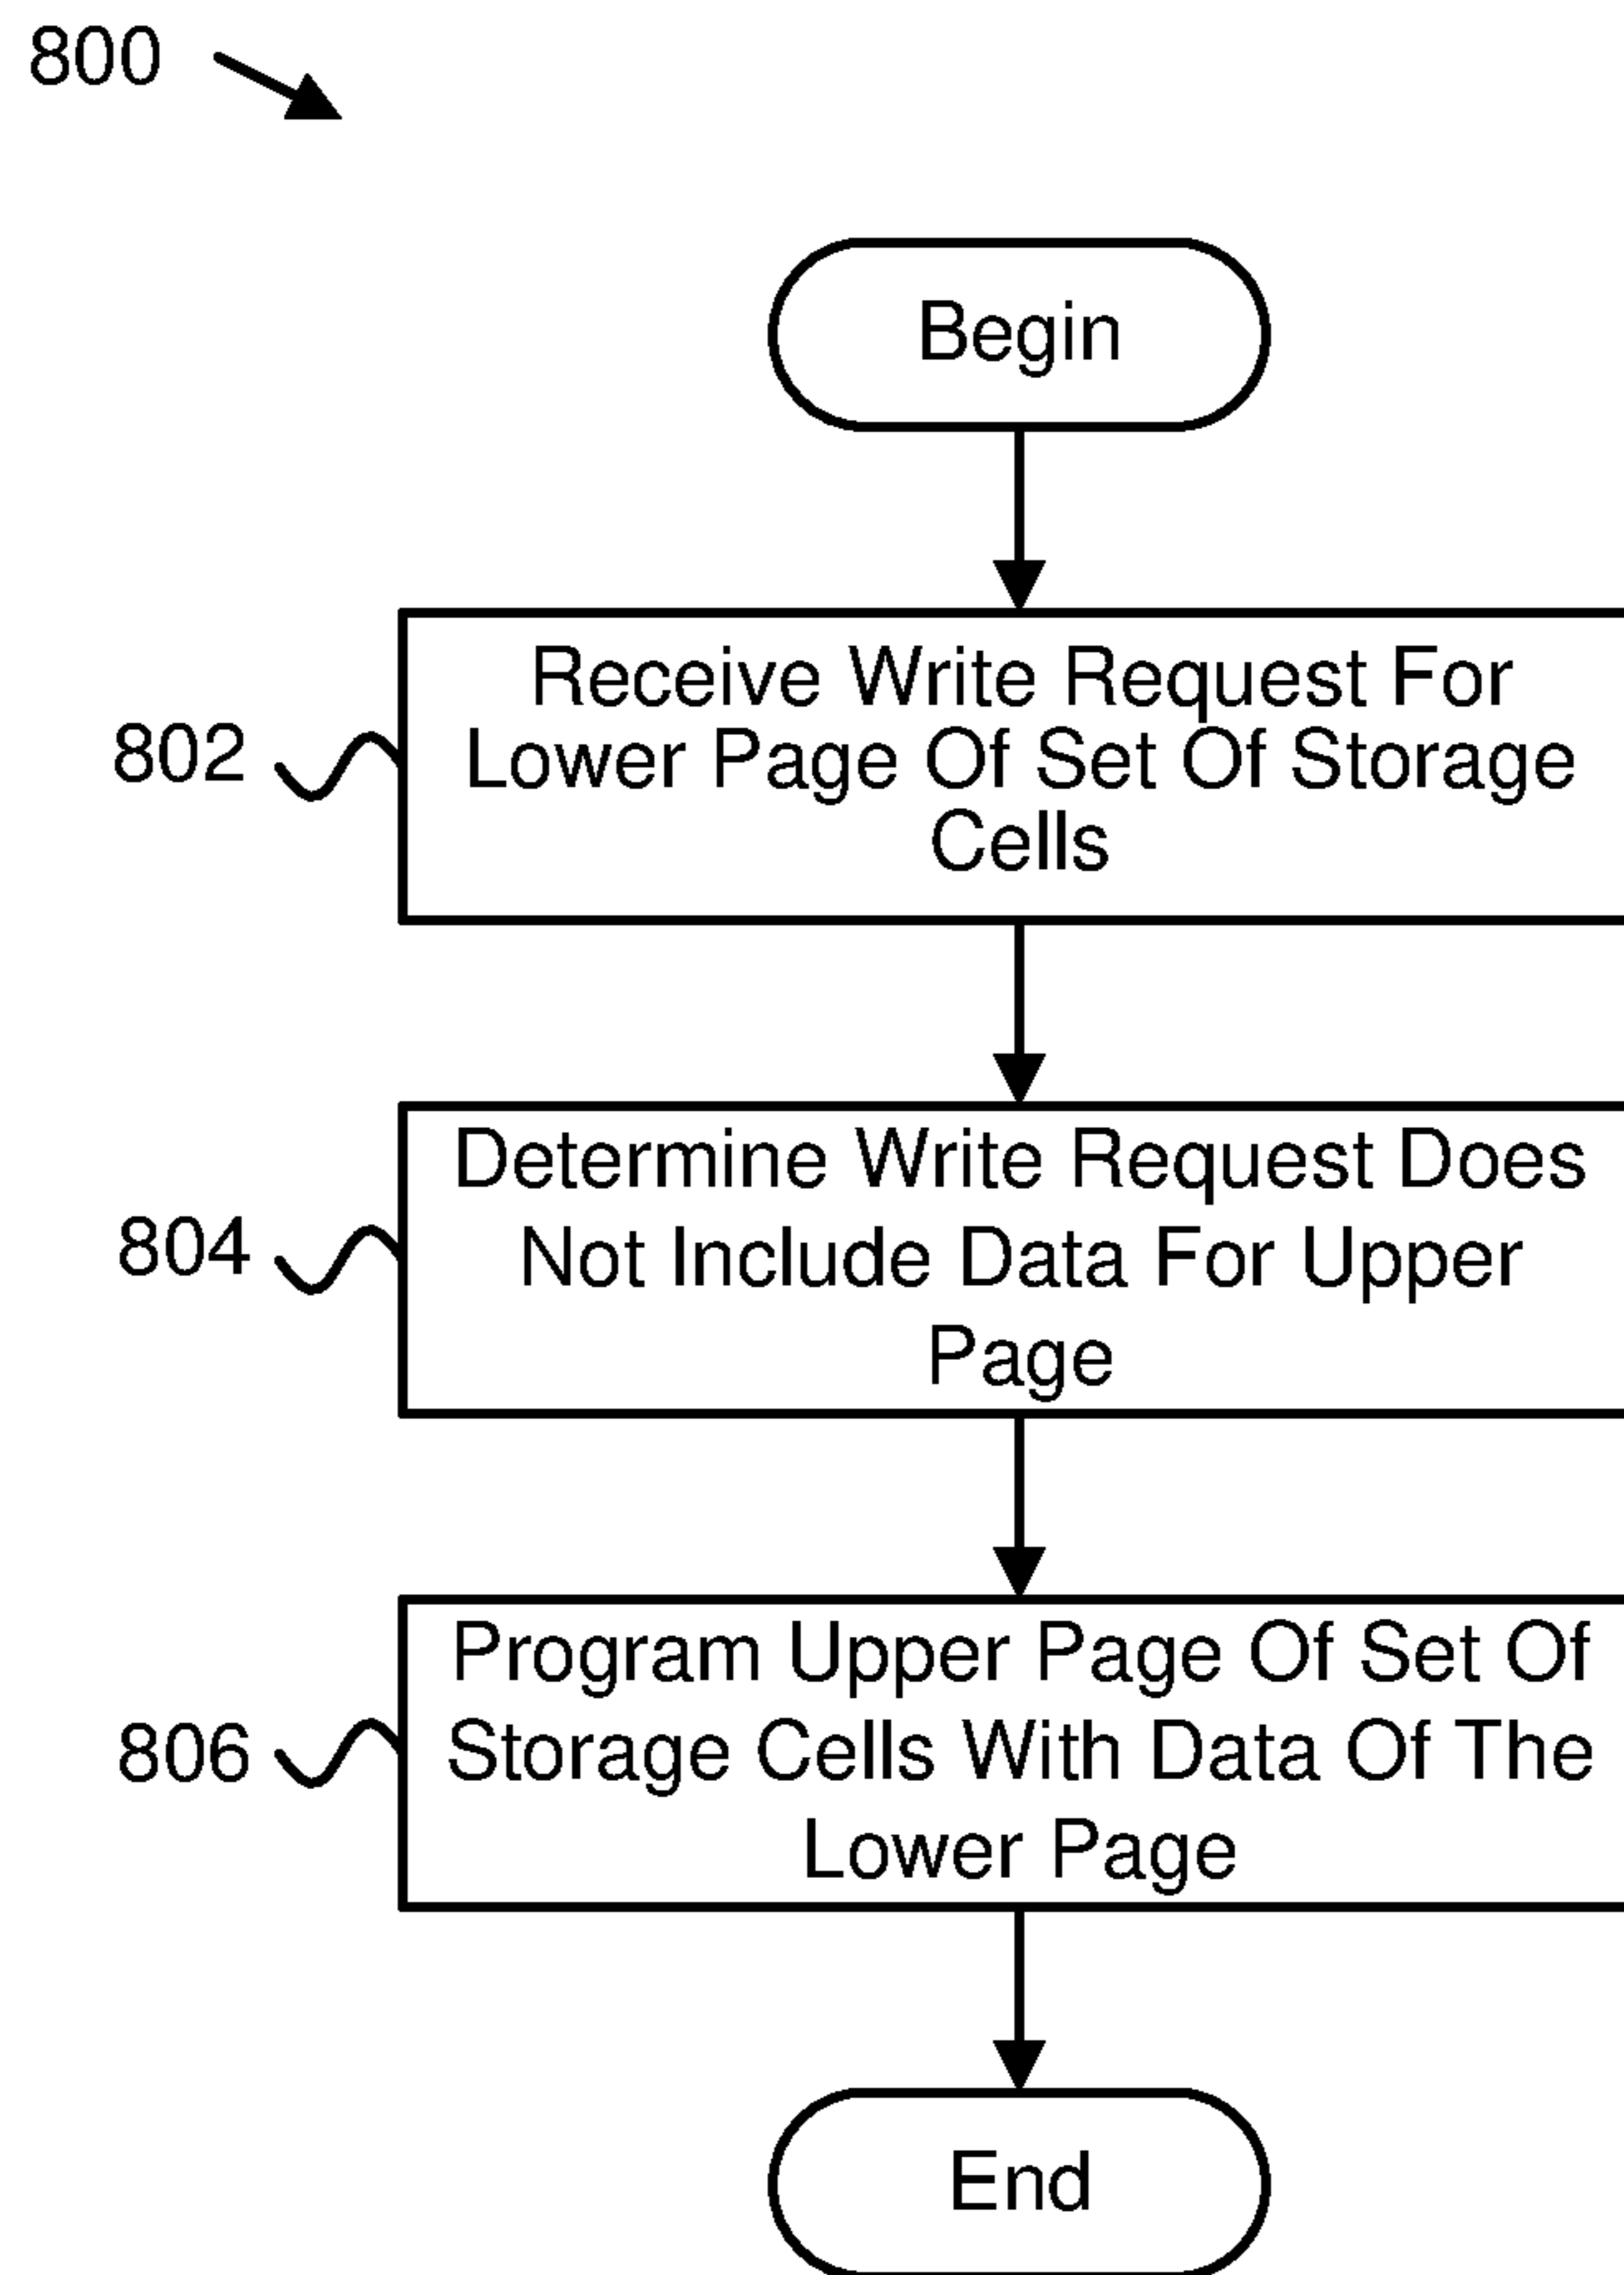 800
Begin
802
Receive Write Request For
Lower Page Of Set Of Storage
Cells
804
Determine Write Request Does
Not Include Data For Upper
Page
806
Program Upper Page Of Set Of
Storage Cells With Data Of The
Lower Page
End